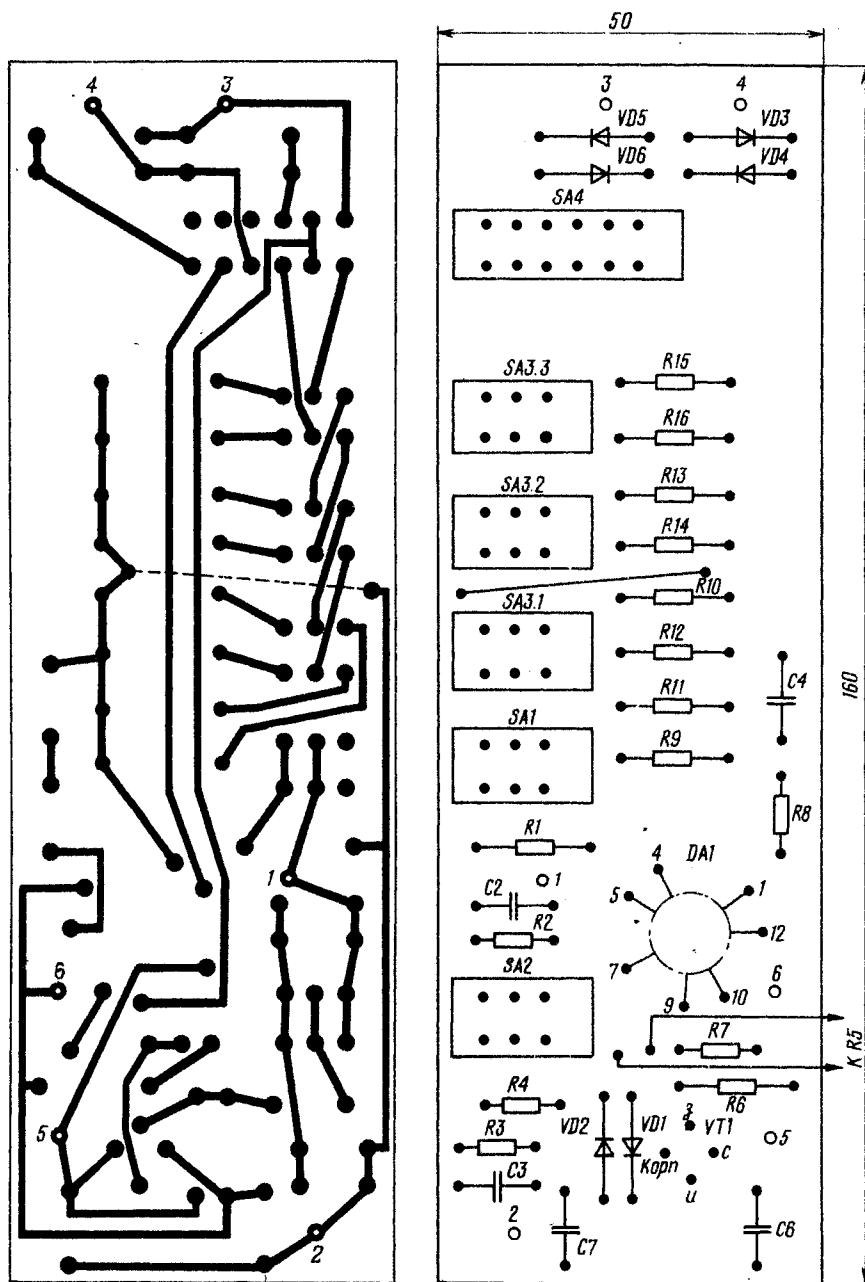 50
4
3
3
4
VD5
VD3
VD6
VD4
SA4
SA3.3
R15
R16
SA3.2
R13
R14
R10
SA3.1
R12
C4
160
R11
SA1
R9
R8
R1
4
DA1
1
1
5
1
C2
12
R2
SA2
7
6
6
9
10
R7
К R5
R4
R6
з
5
VD2
VD1
VT1
5
R3
Корп
с
C3
и
2
2
C7
C6